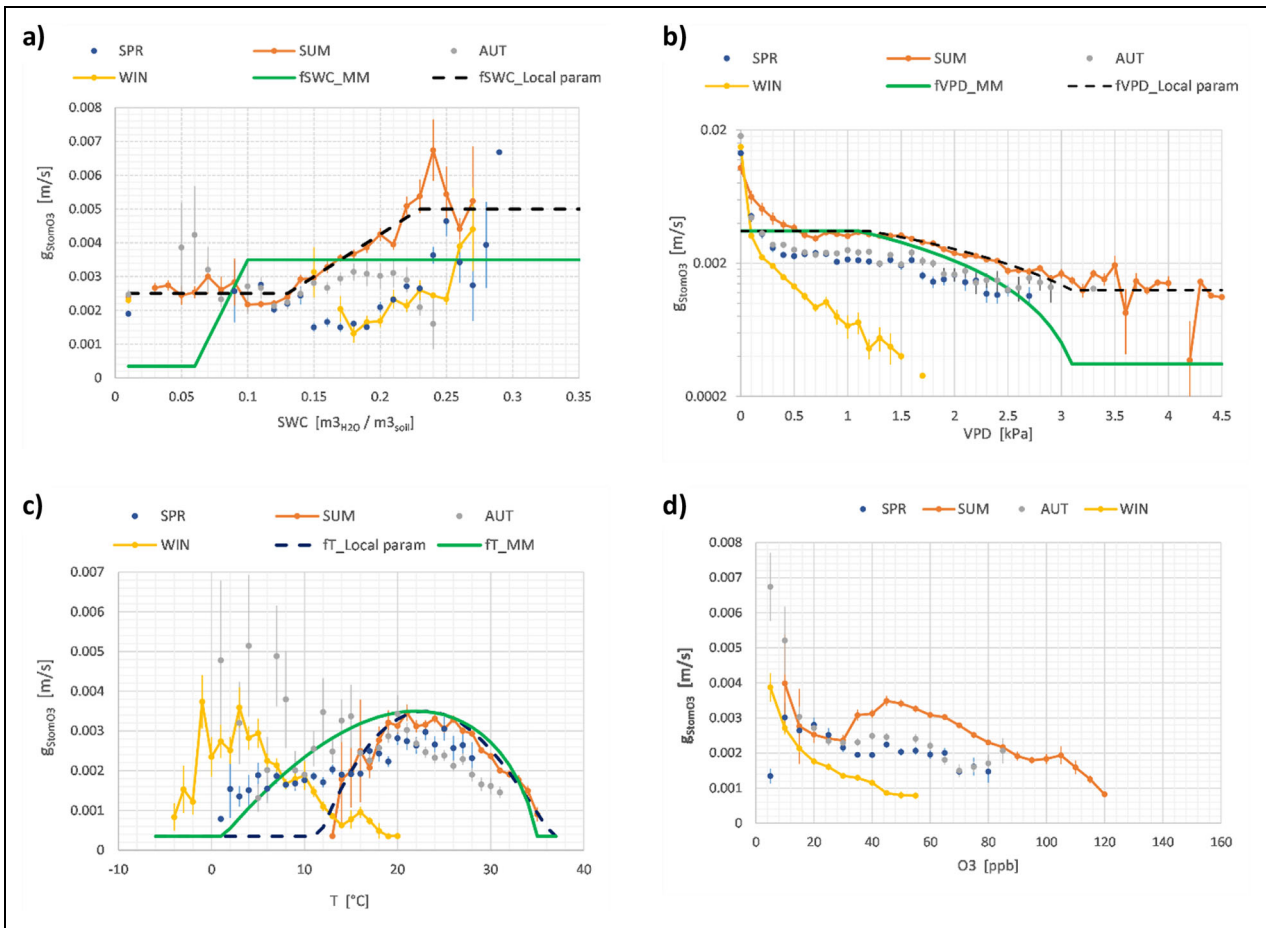 a)
SPR SUM AUT
WIN fSWC_MM fSWC_Local param
0.008
0.007
0.006
0.005
0.004
0.003
0.002
0.001
0
gStomO3 [m/s]
0 0.05 0.1 0.15 0.2 0.25 0.3 0.35
SWC [m3H2O / m3soil]
b)
SPR SUM AUT
WIN fVPD_MM fVPD_Local param
0.02
0.002
0.0002
gStomO3 [m/s]
0 0.5 1 1.5 2 2.5 3 3.5 4 4.5
VPD [kPa]
c)
SPR SUM AUT
WIN fT_Local param fT_MM
0.007
0.006
0.005
0.004
0.003
0.002
0.001
0
gStomO3 [m/s]
-10 0 10 20 30 40
T [°C]
d)
SPR SUM AUT WIN
0.008
0.007
0.006
0.005
0.004
0.003
0.002
0.001
0
gStomO3 [m/s]
0 20 40 60 80 100 120 140 160
O3 [ppb]